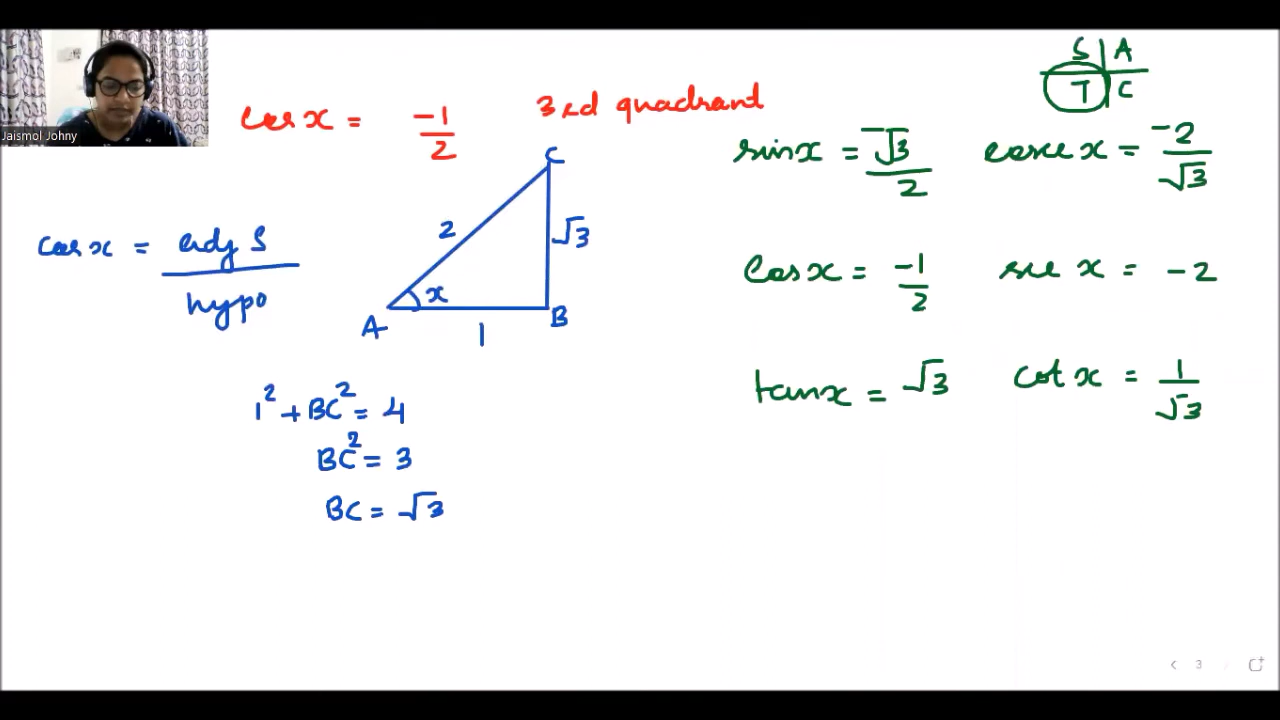 Jaismol Johny
cos x = -1/2
3rd quadrant
S | A
T | C
cos x = adj S / hypo
C
2
√3
x
A
B
1
1² + BC² = 4
BC² = 3
BC = √3
sin x = -√3/2 cosec x = -2/√3
cos x = -1/2 sec x = -2
tan x = √3 cot x = 1/√3
< 3 /